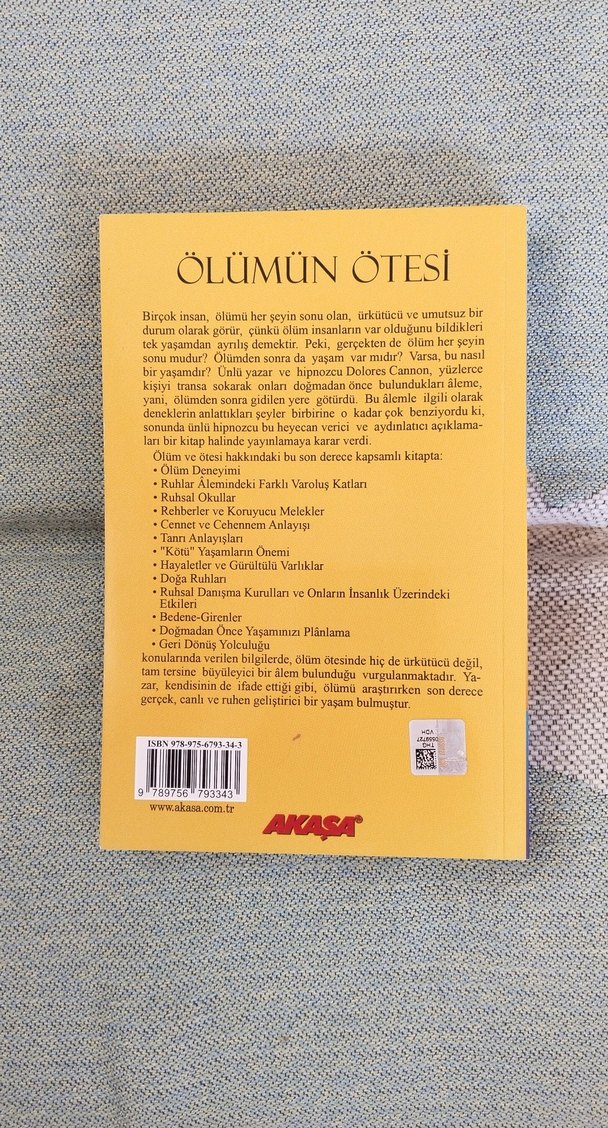 ÖLÜMÜN ÖTESİ
Birçok insan, ölümü her şeyin sonu olan, ürkütücü ve umutsuz bir
durum olarak görür, çünkü ölüm insanların var olduğunu bildikleri
tek yaşamdan ayrılış demektir. Peki, gerçekten de ölüm her şeyin
sonu mudur? Ölümden sonra da yaşam var mıdır? Varsa, bu nasıl
bir yaşamdır? Ünlü yazar ve hipnozcu Dolores Cannon, yüzlerce
kişiyi transa sokarak onları doğmadan önce bulundukları âleme,
yani, ölümden sonra gidilen yere götürdü. Bu âlemle ilgili olarak
deneklerin anlattıkları şeyler birbirine o kadar çok benziyordu ki,
sonunda ünlü hipnozcu bu heyecan verici ve aydınlatıcı açıklama-
ları bir kitap halinde yayınlamaya karar verdi.
Ölüm ve ötesi hakkındaki bu son derece kapsamlı kitapta:
• Ölüm Deneyimi
• Ruhlar Âlemindeki Farklı Varoluş Katları
• Ruhsal Okullar
• Rehberler ve Koruyucu Melekler
• Cennet ve Cehennem Anlayışı
• Tanrı Anlayışları
• "Kötü" Yaşamların Önemi
• Hayaletler ve Gürültülü Varlıklar
• Doğa Ruhları
• Ruhsal Danışma Kurulları ve Onların İnsanlık Üzerindeki
Etkileri
• Bedene-Girenler
• Doğmadan Önce Yaşamınızı Plânlama
• Geri Dönüş Yolculuğu
konularında verilen bilgilerde, ölüm ötesinde hiç de ürkütücü değil,
tam tersine büyüleyici bir âlem bulunduğu vurgulanmaktadır. Ya-
zar, kendisinin de ifade ettiği gibi, ölümü araştırırken son derece
gerçek, canlı ve ruhen geliştirici bir yaşam bulmuştur.
THG
0559727
VDH
ISBN 978-975-6793-34-3
9 789756 793343
www.akasa.com.tr
AKAŞA®